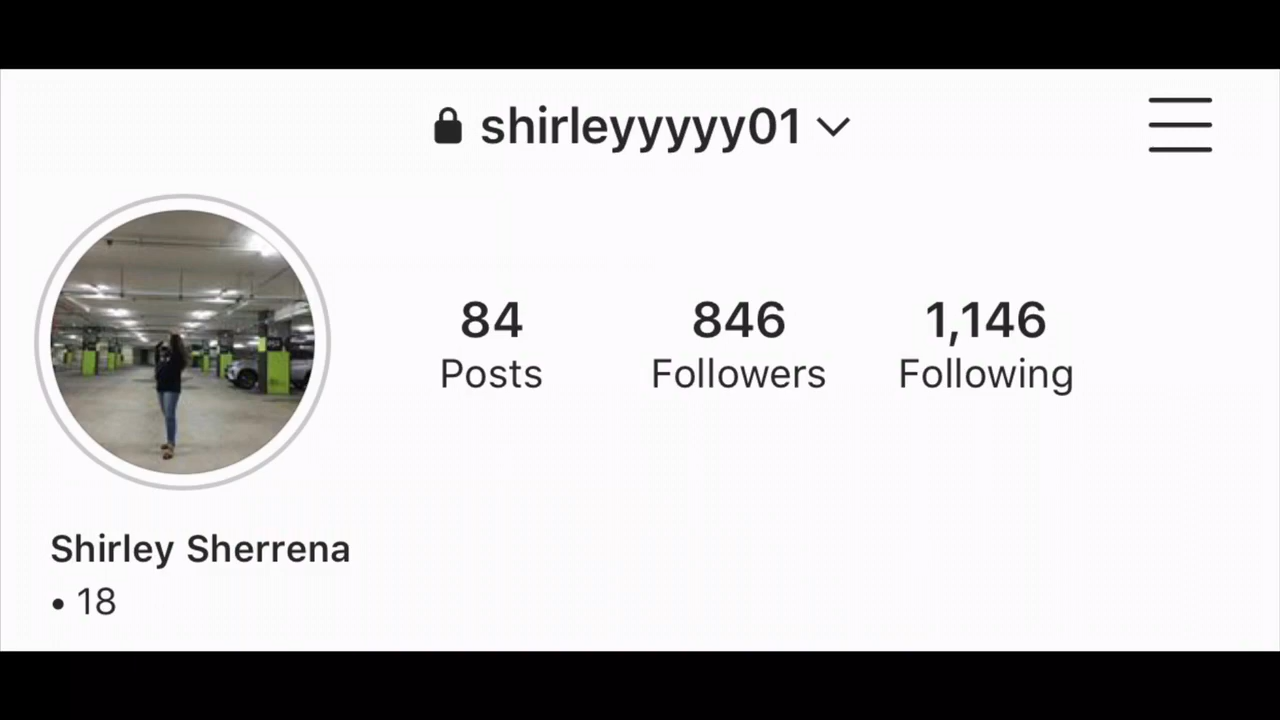 shirleyyyyy01
84 846 1,146
Posts Followers Following
Shirley Sherrena
• 18